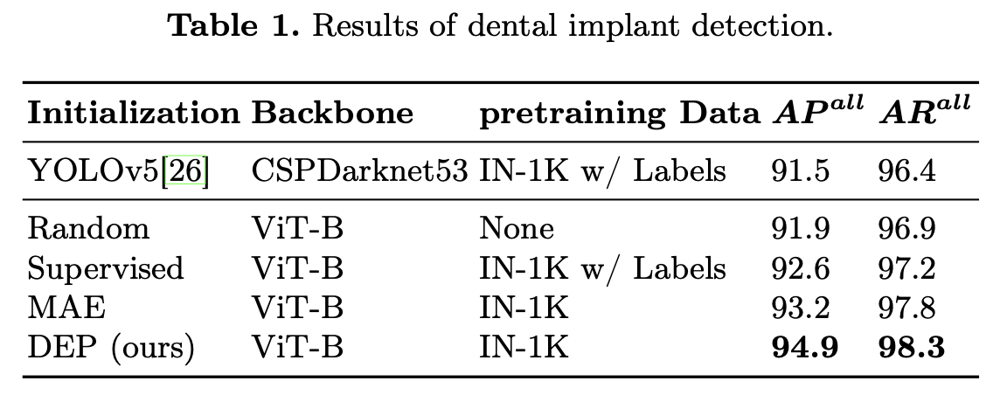 Table 1. Results of dental implant detection.
Initialization Backbone pretraining Data AP^all AR^all
YOLOv5[26] CSPDarknet53 IN-1K w/ Labels 91.5 96.4
Random ViT-B None 91.9 96.9
Supervised ViT-B IN-1K w/ Labels 92.6 97.2
MAE ViT-B IN-1K 93.2 97.8
DEP (ours) ViT-B IN-1K 94.9 98.3